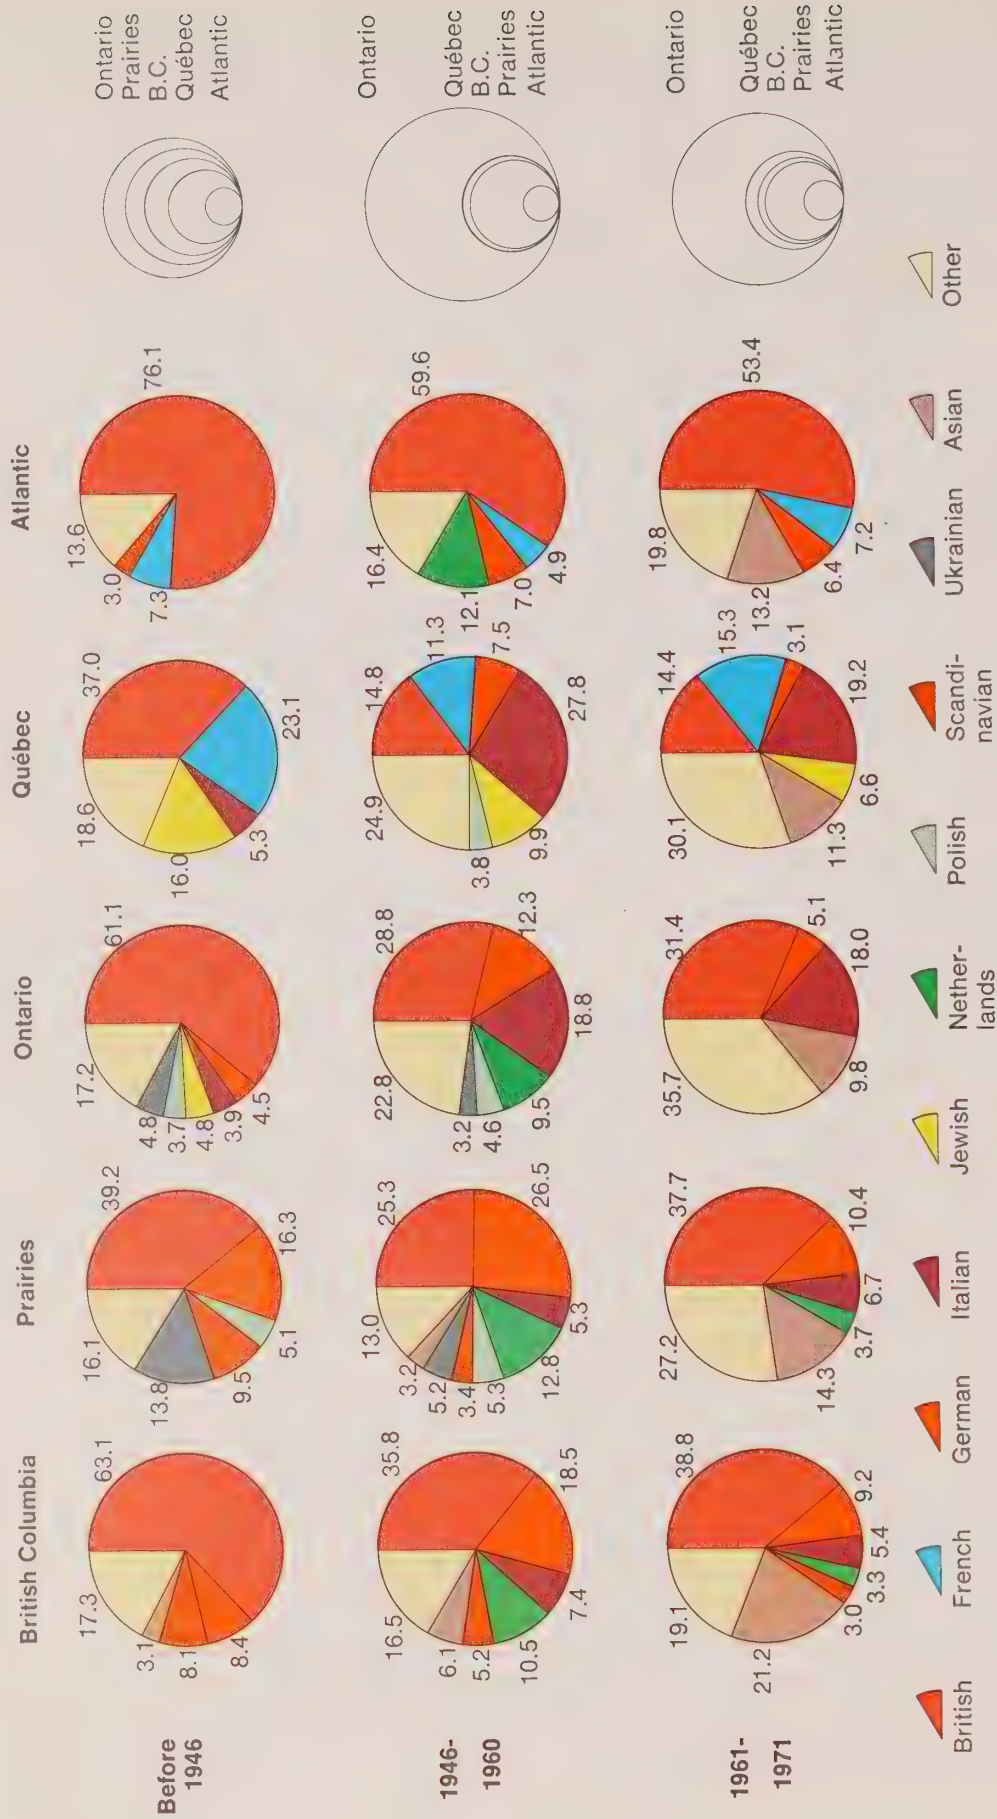 British Columbia
Prairies
Ontario
Québec
Atlantic
Before
1946
17.3
63.1
3.1
8.1
8.4
16.1
39.2
13.8
16.3
9.5
5.1
17.2
61.1
4.8
3.7
4.8
3.9
4.5
18.6
37.0
16.0
23.1
5.3
13.6
76.1
3.0
7.3
Ontario
Prairies
B.C.
Québec
Atlantic
1946-
1960
16.5
35.8
6.1
5.2
10.5
18.5
7.4
13.0
25.3
3.2
5.2
3.4
5.3
12.8
26.5
5.3
22.8
28.8
3.2
4.6
9.5
12.3
18.8
24.9
14.8
11.3
7.5
3.8
9.9
27.8
16.4
59.6
12.1
7.0
4.9
Ontario
Québec
B.C.
Prairies
Atlantic
1961-
1971
19.1
38.8
21.2
9.2
5.4
3.3
3.0
27.2
37.7
14.3
10.4
6.7
3.7
35.7
31.4
5.1
18.0
9.8
30.1
14.4
15.3
3.1
19.2
6.6
11.3
19.8
53.4
13.2
6.4
7.2
Ontario
Québec
B.C.
Prairies
Atlantic
British
French
German
Italian
Jewish
Nether-
lands
Polish
Scandi-
navian
Ukrainian
Asian
Other